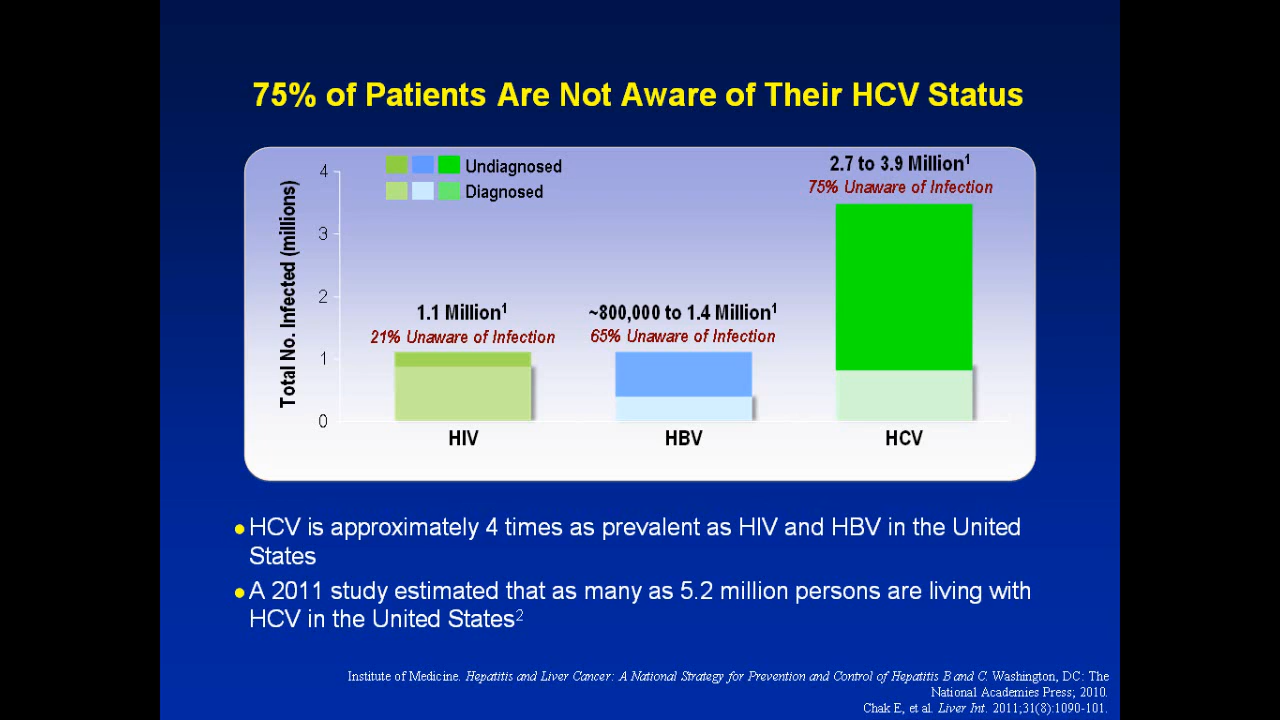 75% of Patients Are Not Aware of Their HCV Status
Total No. Infected (millions)
4
3
2
1
0
Undiagnosed
Diagnosed
1.1 Million1
21% Unaware of Infection
~800,000 to 1.4 Million1
65% Unaware of Infection
2.7 to 3.9 Million1
75% Unaware of Infection
HIV
HBV
HCV
● HCV is approximately 4 times as prevalent as HIV and HBV in the United
States
● A 2011 study estimated that as many as 5.2 million persons are living with
HCV in the United States2
Institute of Medicine. Hepatitis and Liver Cancer: A National Strategy for Prevention and Control of Hepatitis B and C. Washington, DC: The
National Academies Press; 2010.
Chak E, et al. Liver Int. 2011;31(8):1090-101.